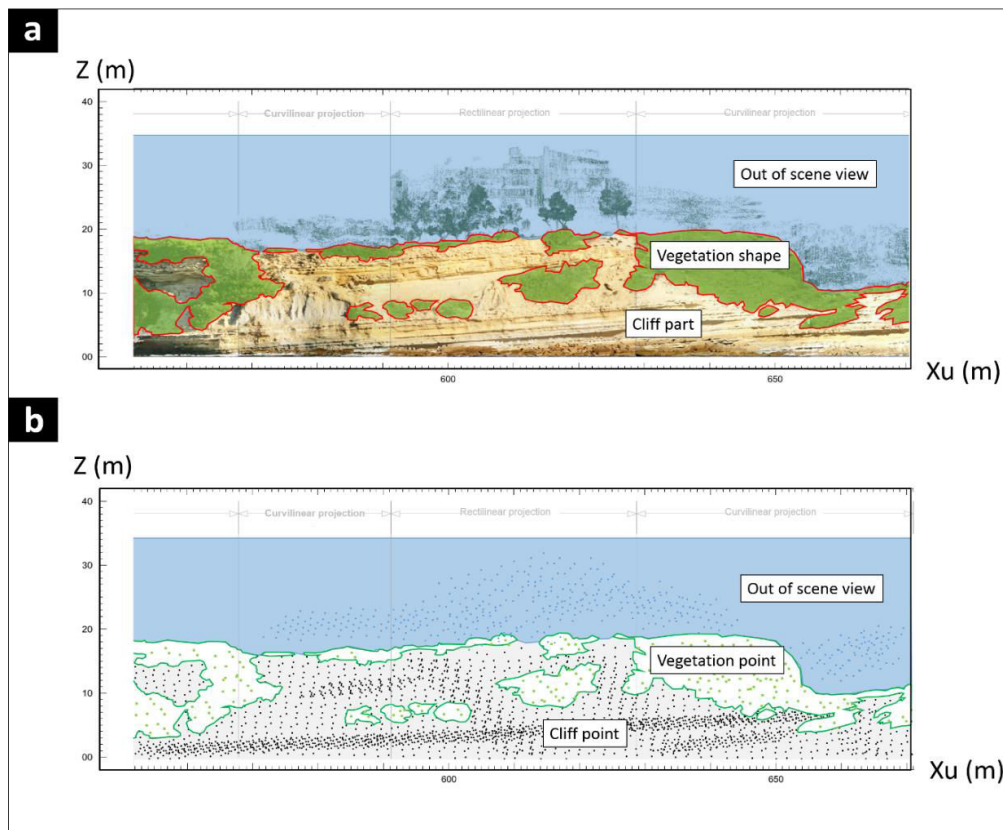 a
Z (m)
40
Curvilinear projection
Rectilinear projection
Curvilinear projection
30
Out of scene view
20
Vegetation shape
10
Cliff part
00
600
650
Xu (m)
b
Z (m)
40
Curvilinear projection
Rectilinear projection
Curvilinear projection
30
Out of scene view
20
Vegetation point
10
Cliff point
00
600
650
Xu (m)